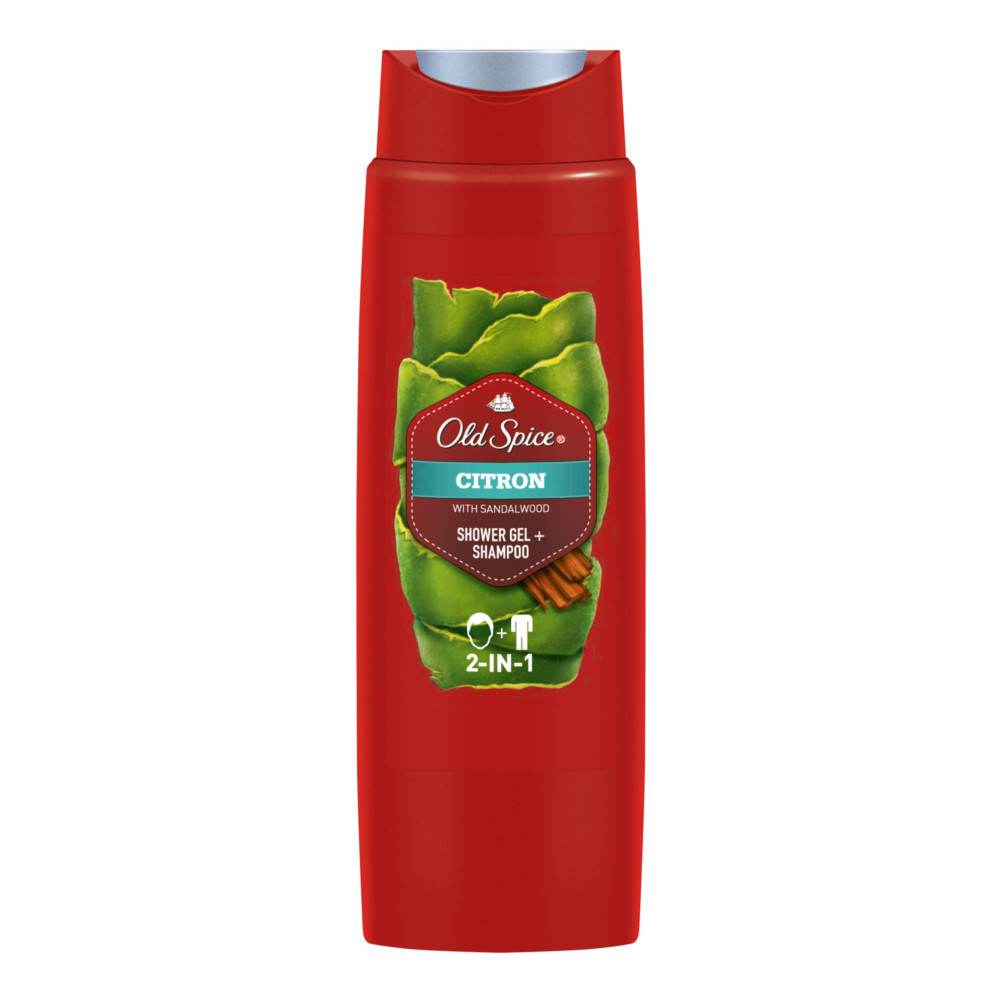 Old Spice®
CITRON
WITH SANDALWOOD
SHOWER GEL +
SHAMPOO
+
2-IN-1